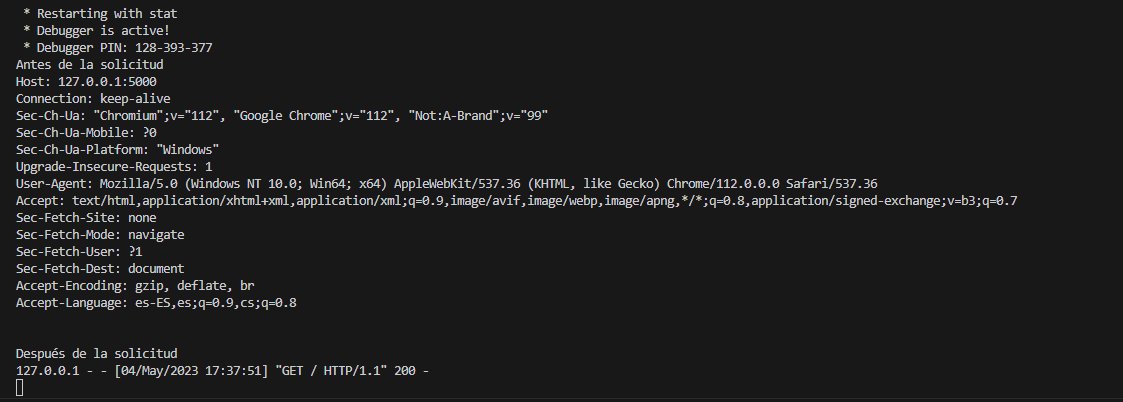 * Restarting with stat
* Debugger is active!
* Debugger PIN: 128-393-377
Antes de la solicitud
Host: 127.0.0.1:5000
Connection: keep-alive
Sec-Ch-Ua: "Chromium";v="112", "Google Chrome";v="112", "Not:A-Brand";v="99"
Sec-Ch-Ua-Mobile: ?0
Sec-Ch-Ua-Platform: "Windows"
Upgrade-Insecure-Requests: 1
User-Agent: Mozilla/5.0 (Windows NT 10.0; Win64; x64) AppleWebKit/537.36 (KHTML, like Gecko) Chrome/112.0.0.0 Safari/537.36
Accept: text/html,application/xhtml+xml,application/xml;q=0.9,image/avif,image/webp,image/apng,*/*;q=0.8,application/signed-exchange;v=b3;q=0.7
Sec-Fetch-Site: none
Sec-Fetch-Mode: navigate
Sec-Fetch-User: ?1
Sec-Fetch-Dest: document
Accept-Encoding: gzip, deflate, br
Accept-Language: es-ES,es;q=0.9,cs;q=0.8
Después de la solicitud
127.0.0.1 - - [04/May/2023 17:37:51] "GET / HTTP/1.1" 200 -